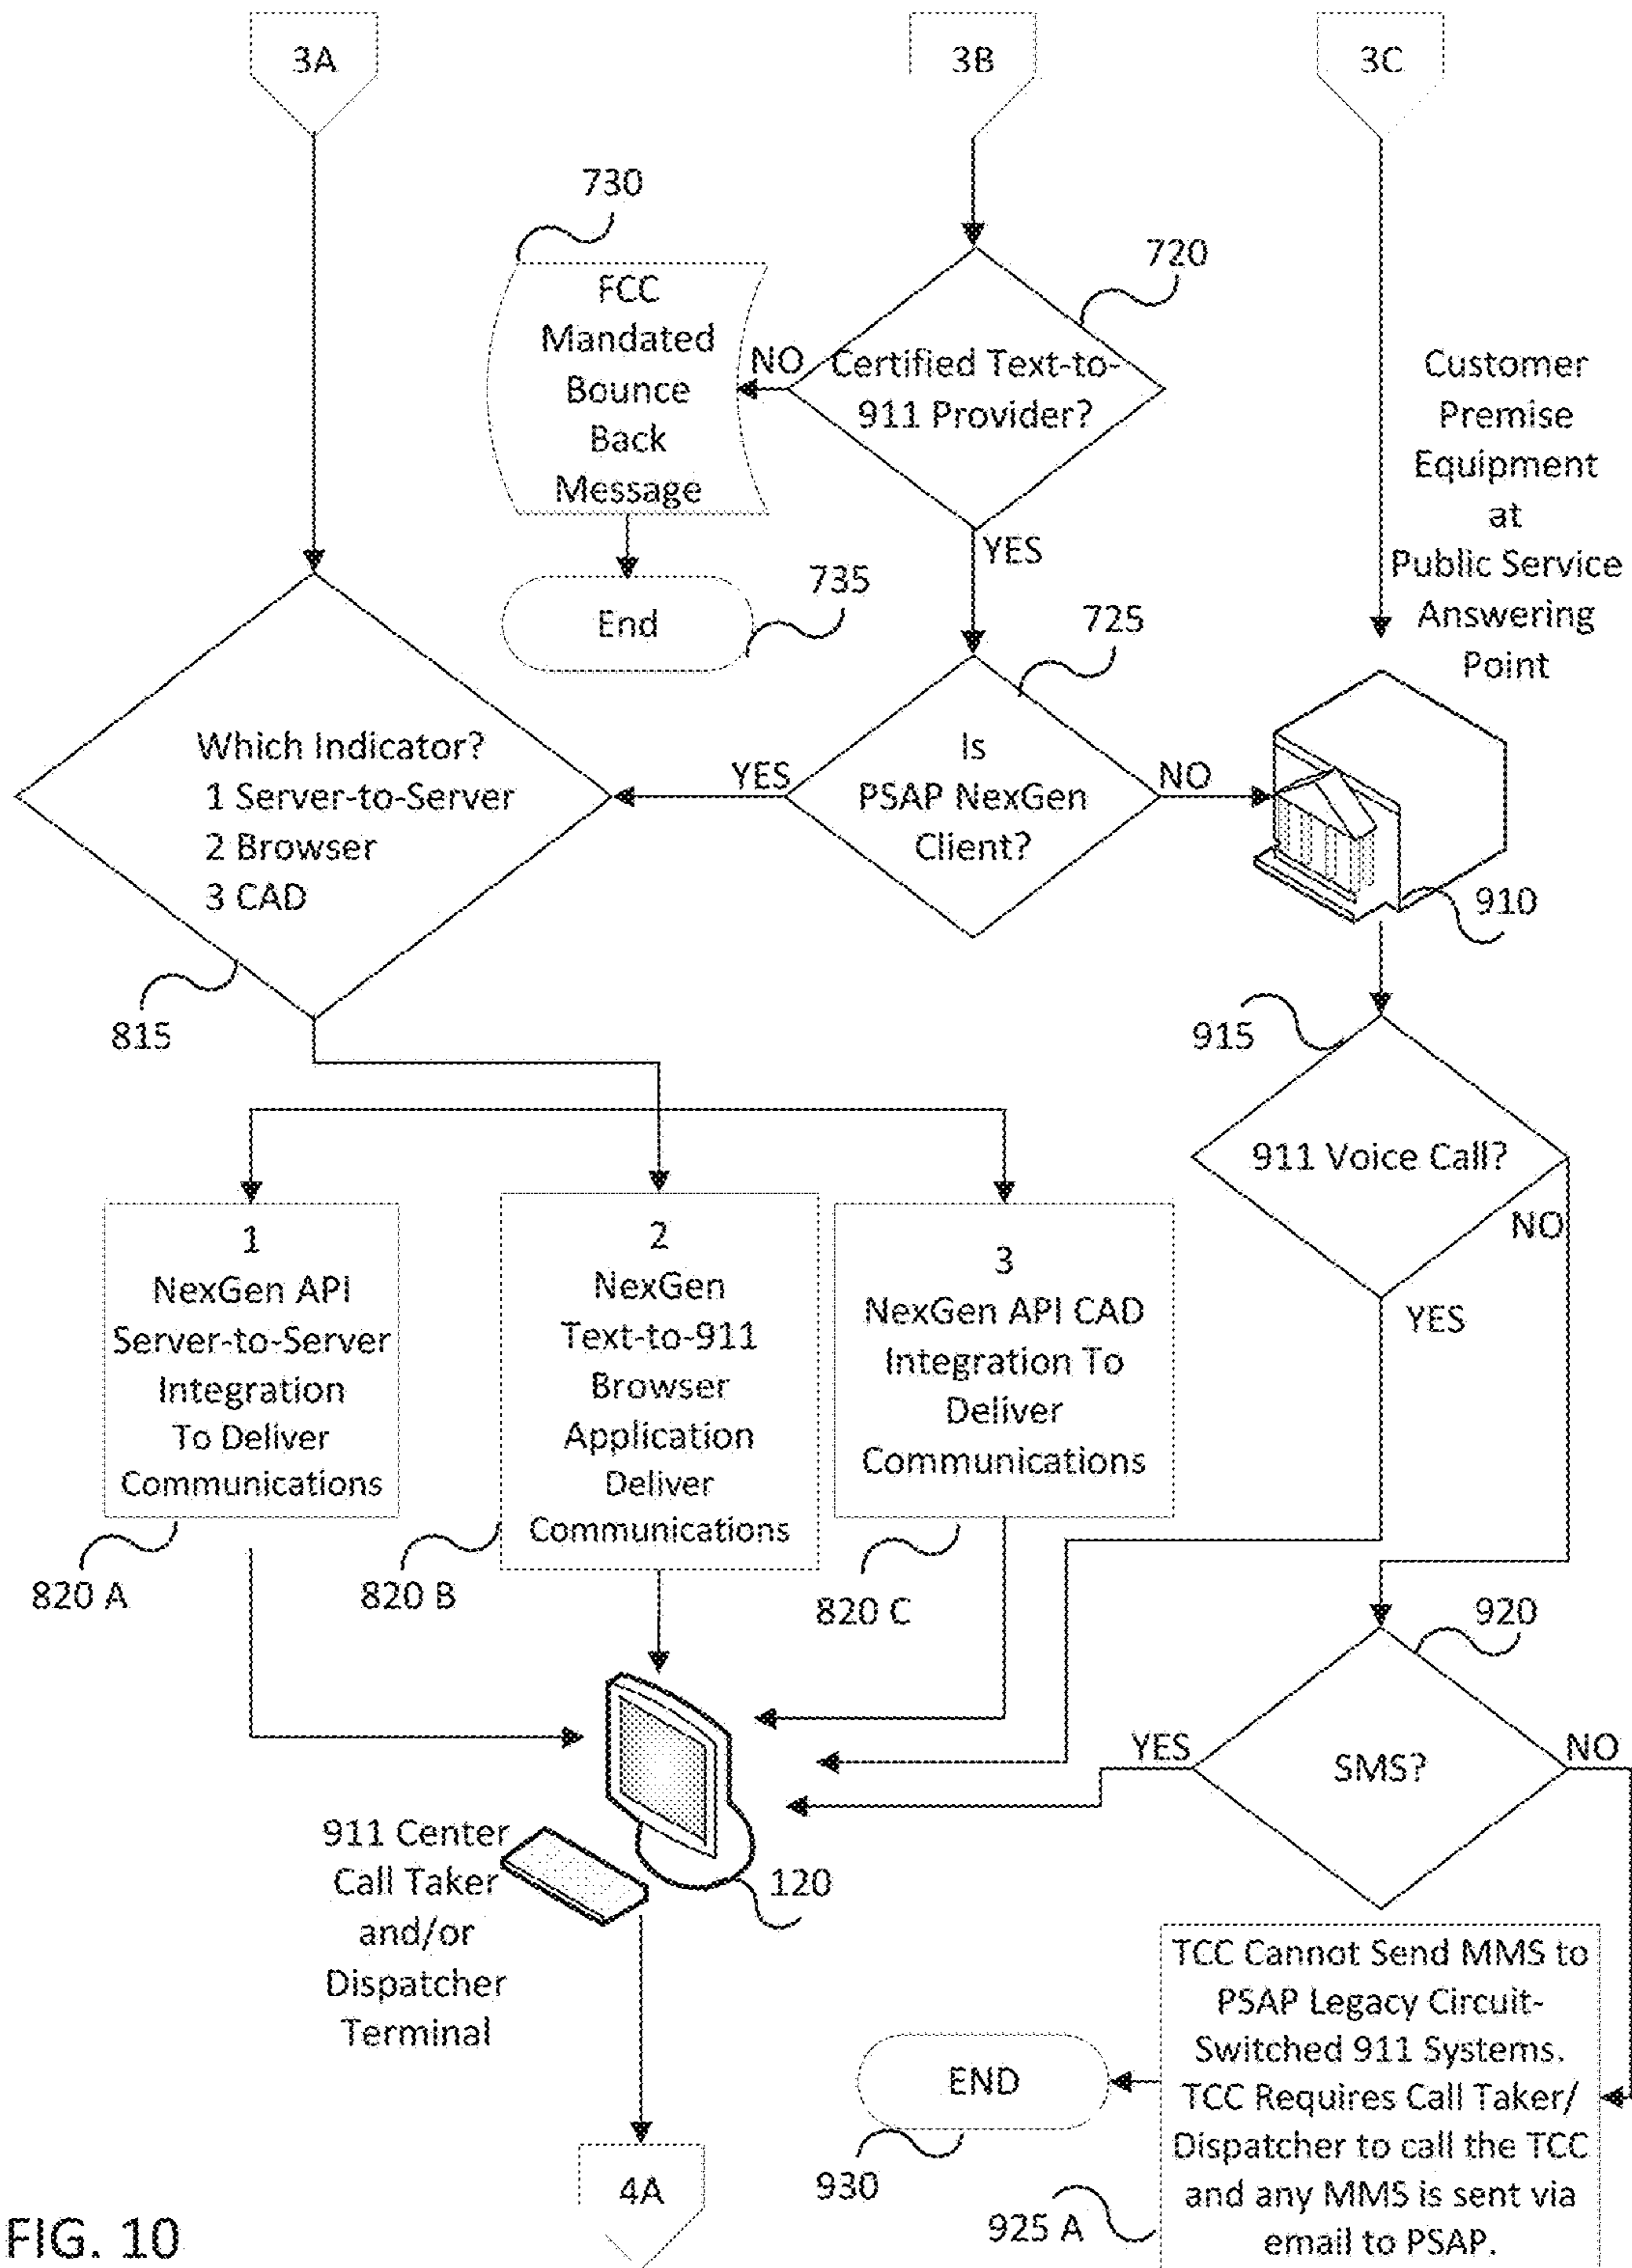 3A
3B
3C
730
720
FCC
Mandated
Bounce
Back
Message
NO
Certified Text-to-
911 Provider?
YES
Customer
Premise
Equipment
at
Public Service
Answering
Point
End
735
725
Which Indicator?
1 Server-to-Server
2 Browser
3 CAD
YES
Is
PSAP NexGen
Client?
NO
910
815
915
911 Voice Call?
NO
YES
1
NexGen API
Server-to-Server
Integration
To Deliver
Communications
2
NexGen
Text-to-911
Browser
Application
Deliver
Communications
3
NexGen API CAD
Integration To
Deliver
Communications
820 A
820 B
820 C
920
YES
SMS?
NO
911 Center
Call Taker
and/or
Dispatcher
Terminal
120
TCC Cannot Send MMS to
PSAP Legacy Circuit-
Switched 911 Systems.
TCC Requires Call Taker/
Dispatcher to call the TCC
and any MMS is sent via
email to PSAP.
END
930
925 A
4A
FIG. 10